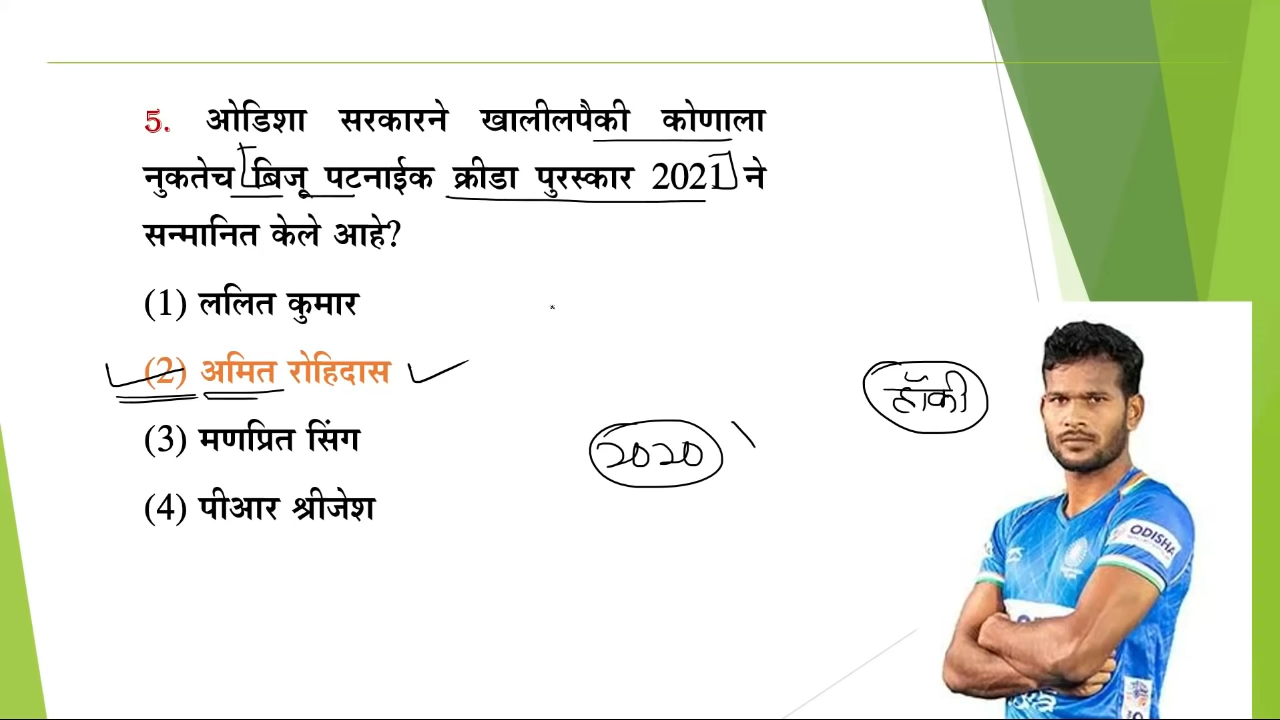 5. ओडिशा सरकारने खालीलपैकी कोणाला
नुकतेच बिजू पटनाईक क्रीडा पुरस्कार 2021 ने
सन्मानित केले आहे?
(1) ललित कुमार
(2) अमित रोहिदास
(3) मणप्रित सिंग
(4) पीआर श्रीजेश
हॉकी
२०२०
ODISHA